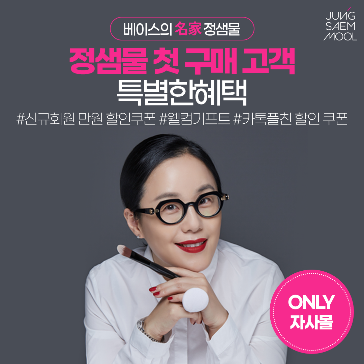 베이스의 名家 정샘물
JUNG
SAEM
MOOL
정샘물 첫 구매 고객
특별한혜택
#신규회원 만원 할인쿠폰 #웰컴기프트 #카톡플친 할인 쿠폰
ONLY
자사몰